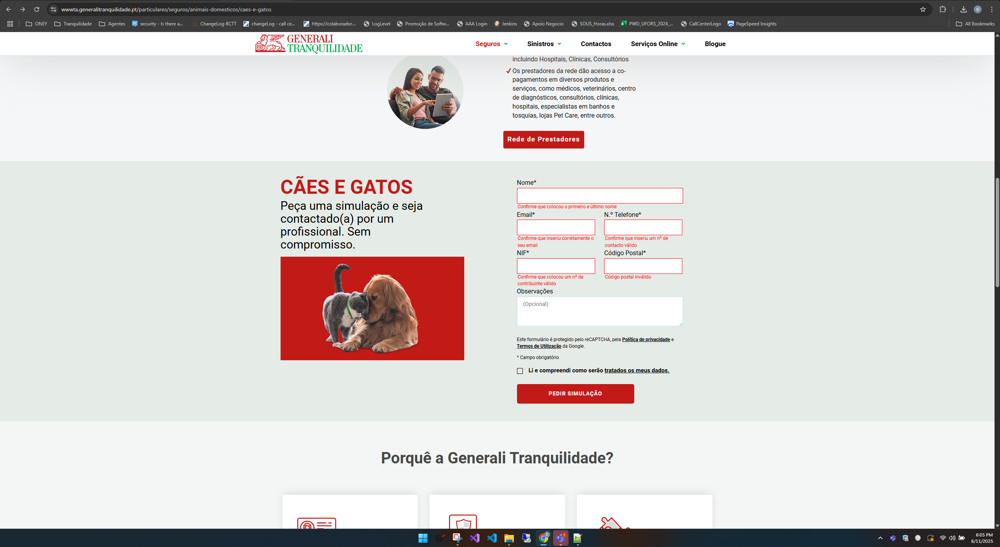 wwwta.generalitranquilidade.pt/particulares/seguros/animais-domesticos/caes-e-gatos
B
ONEY
Tranquilidade
Agentes
security - Is there a...
ChangeLog-BCTT
changeLog - call ce...
https://colaborador...
LogLevel
Promoção de Softw...
AAA Login
Jenkins
Apoio Negocio
SOUS_Horas.xlsx
PWD_UFORS_2024_...
CallCenterLogo
PageSpeed Insights
All Bookmarks
GENERALI
TRANQUILIDADE
Seguros
Sinistros
Contactos
Serviços Online
Blogue
incluindo Hospitais, Clínicas, Consultórios
Os prestadores da rede dão acesso a co-
pagamentos em diversos produtos e
serviços, como médicos, veterinários, centro
de diagnósticos, consultórios, clínicas,
hospitais, especialistas em banhos e
tosquias, lojas Pet Care, entre outros.
Rede de Prestadores
CÃES E GATOS
Peça uma simulação e seja
contactado(a) por um
profissional. Sem
compromisso.
Nome*
Confirme que colocou o primeiro e último nome
Email*
N.º Telefone*
Confirme que inseriu corretamente o
seu email
Confirme que inseriu um nº de
contacto válido
NIF*
Código Postal*
Confirme que colocou um nº de
contribuinte válido
Código postal inválido
Observações
(Opcional)
Este formulário é protegido pelo reCAPTCHA, pela Política de privacidade e
Termos de Utilização da Google.
* Campo obrigatório
Li e compreendi como serão tratados os meus dados.
PEDIR SIMULAÇÃO
Porquê a Generali Tranquilidade?
6:05 PM
6/11/2025